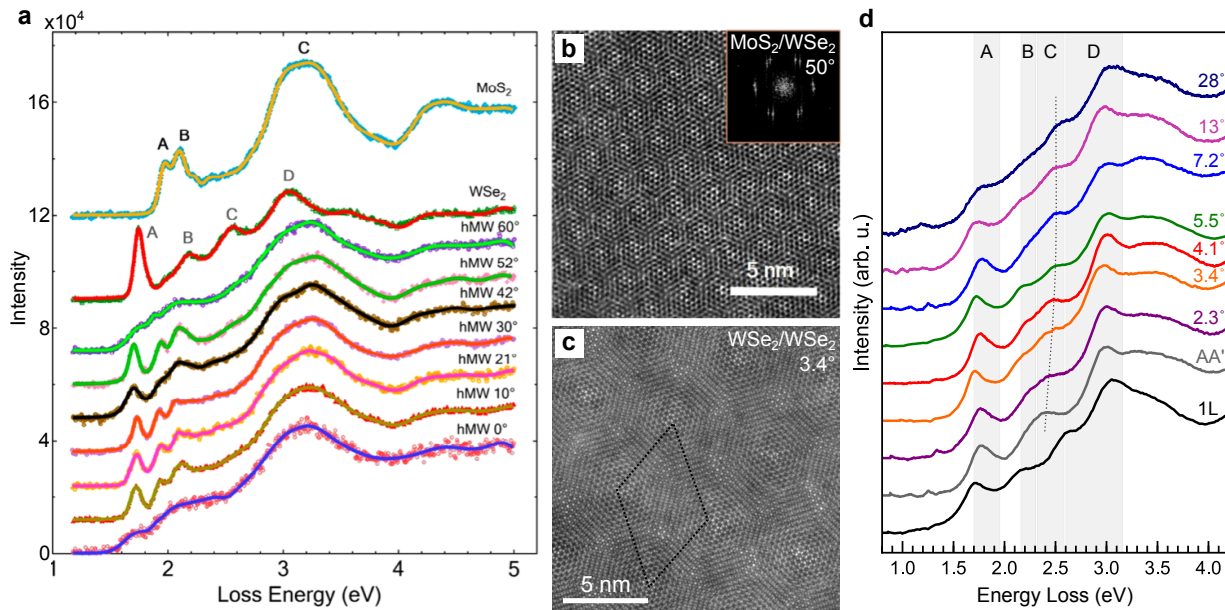 a
x10⁴
16
12
8
4
0
Intensity
1
2
3
4
5
Loss Energy (eV)
C
MoS₂
A
B
WSe₂
D
A
B
C
hMW 60°
hMW 52°
hMW 42°
hMW 30°
hMW 21°
hMW 10°
hMW 0°
b
MoS₂/WSe₂
50°
5 nm
c
WSe₂/WSe₂
3.4°
5 nm
d
A
B
C
D
28°
13°
7.2°
5.5°
4.1°
3.4°
2.3°
AA'
1L
Intensity (arb. u.)
1.0
1.5
2.0
2.5
3.0
3.5
4.0
Energy Loss (eV)